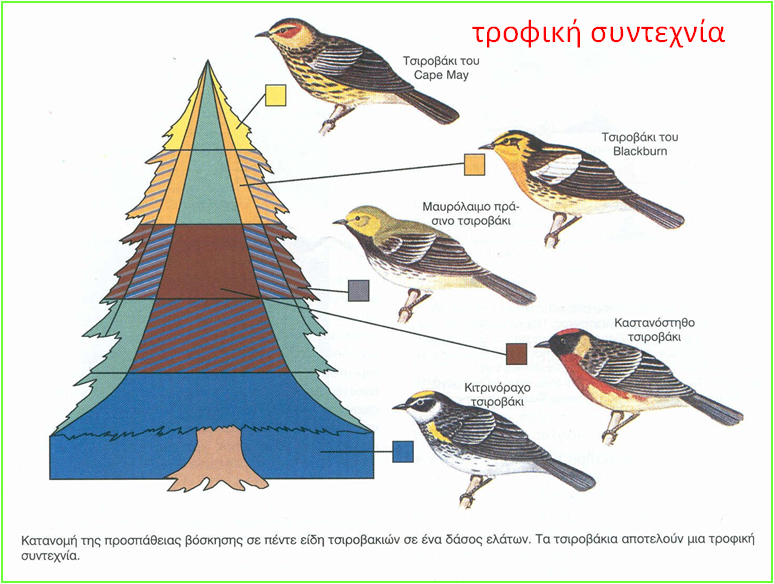 τροφική συντεχνία
Τσιροβάκι του
Cape May
Τσιροβάκι του
Blackburn
Μαυρόλαιμο πρά-
σινο τσιροβάκι
Καστανόστηθο
τσιροβάκι
Κιτρινόραχο
τσιροβάκι
Κατανομή της προσπάθειας βόσκησης σε πέντε είδη τσιροβακιών σε ένα δάσος ελάτων. Τα τσιροβάκια αποτελούν μια τροφική
συντεχνία.